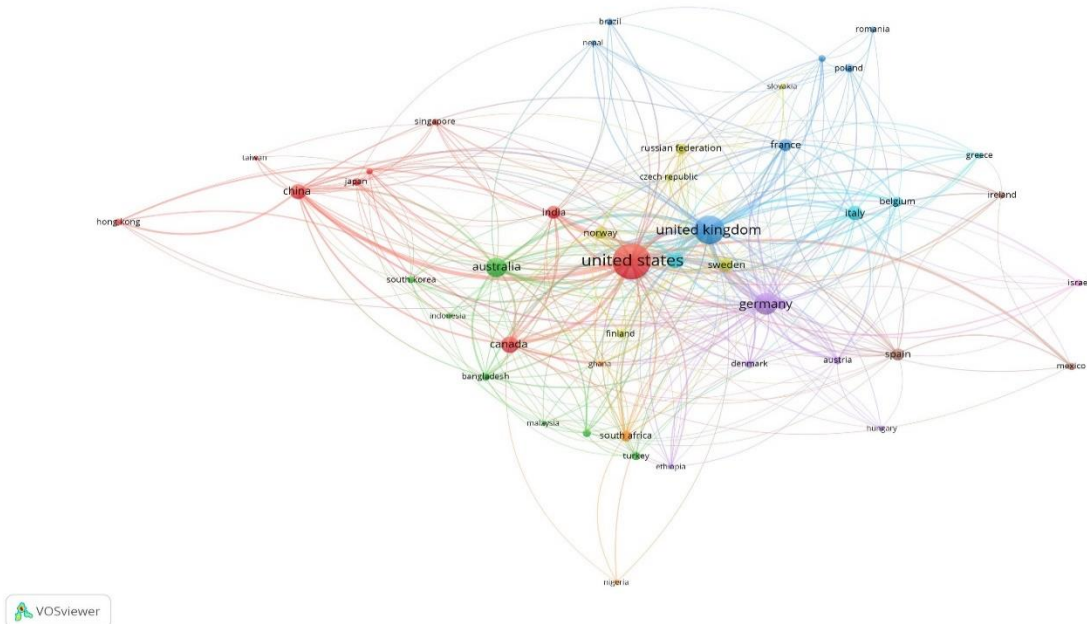 brazil
romania
nepal
poland
slovakia
singapore
russian federation
france
taiwan
greece
czech republic
japan
china
ireland
belgium
italy
india
hong kong
united kingdom
norway
united states
sweden
australia
south korea
israe
germany
indonesia
finland
canada
spain
ghana
denmark
austria
mexico
bangladesh
malaysia
hungary
south africa
turkey
ethiopia
nigeria
VOSviewer